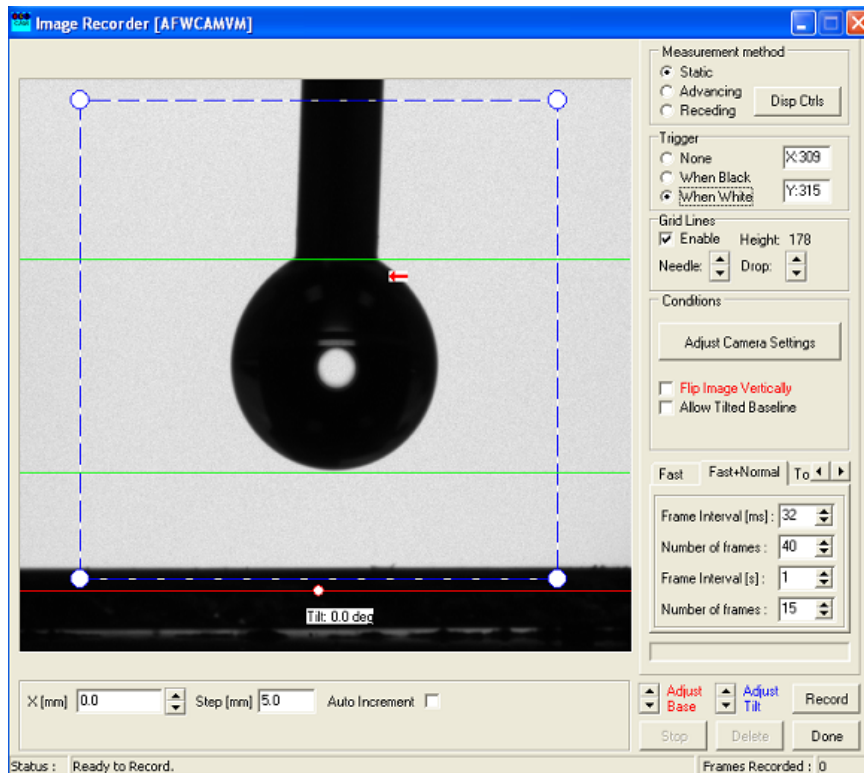 Image Recorder [AFWCAMVM]
Measurement method
Static
Advancing
Receding
Disp Ctrls
Trigger
None
When Black
When White
X:309
Y:315
Grid Lines
Enable Height: 178
Needle: Drop:
Conditions
Adjust Camera Settings
Flip Image Vertically
Allow Tilted Baseline
Fast Fast+Normal To
Frame Interval [ms] : 32
Number of frames : 40
Frame Interval [s] : 1
Number of frames : 15
Tilt: 0.0 deg
X [mm] 0.0 Step [mm] 5.0 Auto Increment
Adjust Base
Adjust Tilt
Record
Stop Delete Done
Status : Ready to Record. Frames Recorded : 0